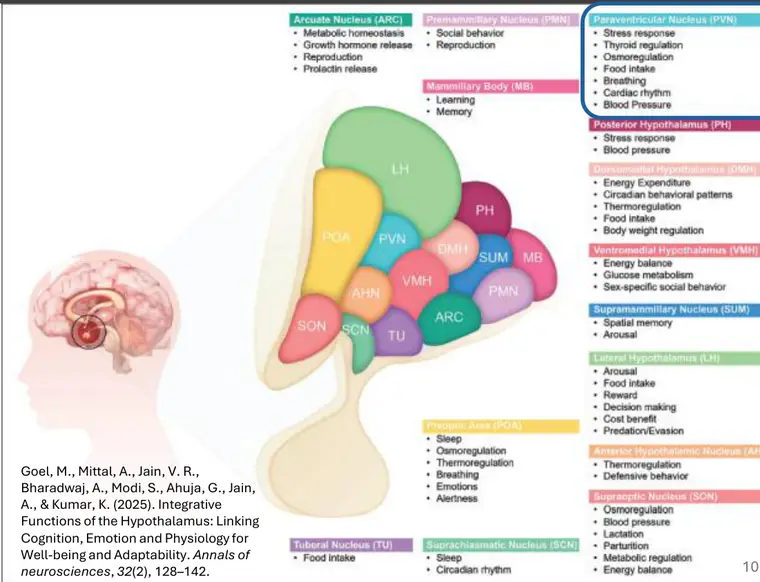 Arcuate Nucleus (ARC)
• Metabolic homeostasis
• Growth hormone release
• Reproduction
• Prolactin release
Premammillary Nucleus (PMN)
• Social behavior
• Reproduction
Mammiliary Body (MB)
• Learning
• Memory
Paraventricular Nucleus (PVN)
• Stress response
• Thyroid regulation
• Osmoregulation
• Food intake
• Breathing
• Cardiac rhythm
• Blood Pressure
Posterior Hypothalamus (PH)
• Stress response
• Blood pressure
Dorsomedial Hypothalamus (DMH)
• Energy Expenditure
• Circadian behavioral patterns
• Thermoregulation
• Food intake
• Body weight regulation
Ventromedial Hypothalamus (VMH)
• Energy balance
• Glucose metabolism
• Sex-specific social behavior
Supramammillary Nucleus (SUM)
• Spatial memory
• Arousal
Lateral Hypothalamus (LH)
• Arousal
• Food intake
• Reward
• Decision making
• Cost benefit
• Predation/Evasion
Anterior Hypothalamic Nucleus (AH
• Thermoregulation
• Defensive behavior
Supraoptic Nucleus (SON)
• Osmoregulation
• Blood pressure
• Lactation
• Parturition
• Metabolic regulation
• Energy balance
LH
POA
PVN
PH
DMH
SUM
MB
AHN
VMH
PMN
SON
SCN
TU
ARC
Preoptic Area (POA)
• Sleep
• Osmoregulation
• Thermoregulation
• Breathing
• Emotions
• Alertness
Tuberal Nucleus (TU)
• Food intake
Suprachiasmatic Nucleus (SCN)
• Sleep
• Circadian rhythm
Goel, M., Mittal, A., Jain, V. R.,
Bharadwaj, A., Modi, S., Ahuja, G., Jain,
A., & Kumar, K. (2025). Integrative
Functions of the Hypothalamus: Linking
Cognition, Emotion and Physiology for
Well-being and Adaptability. Annals of
neurosciences, 32(2), 128–142.
10